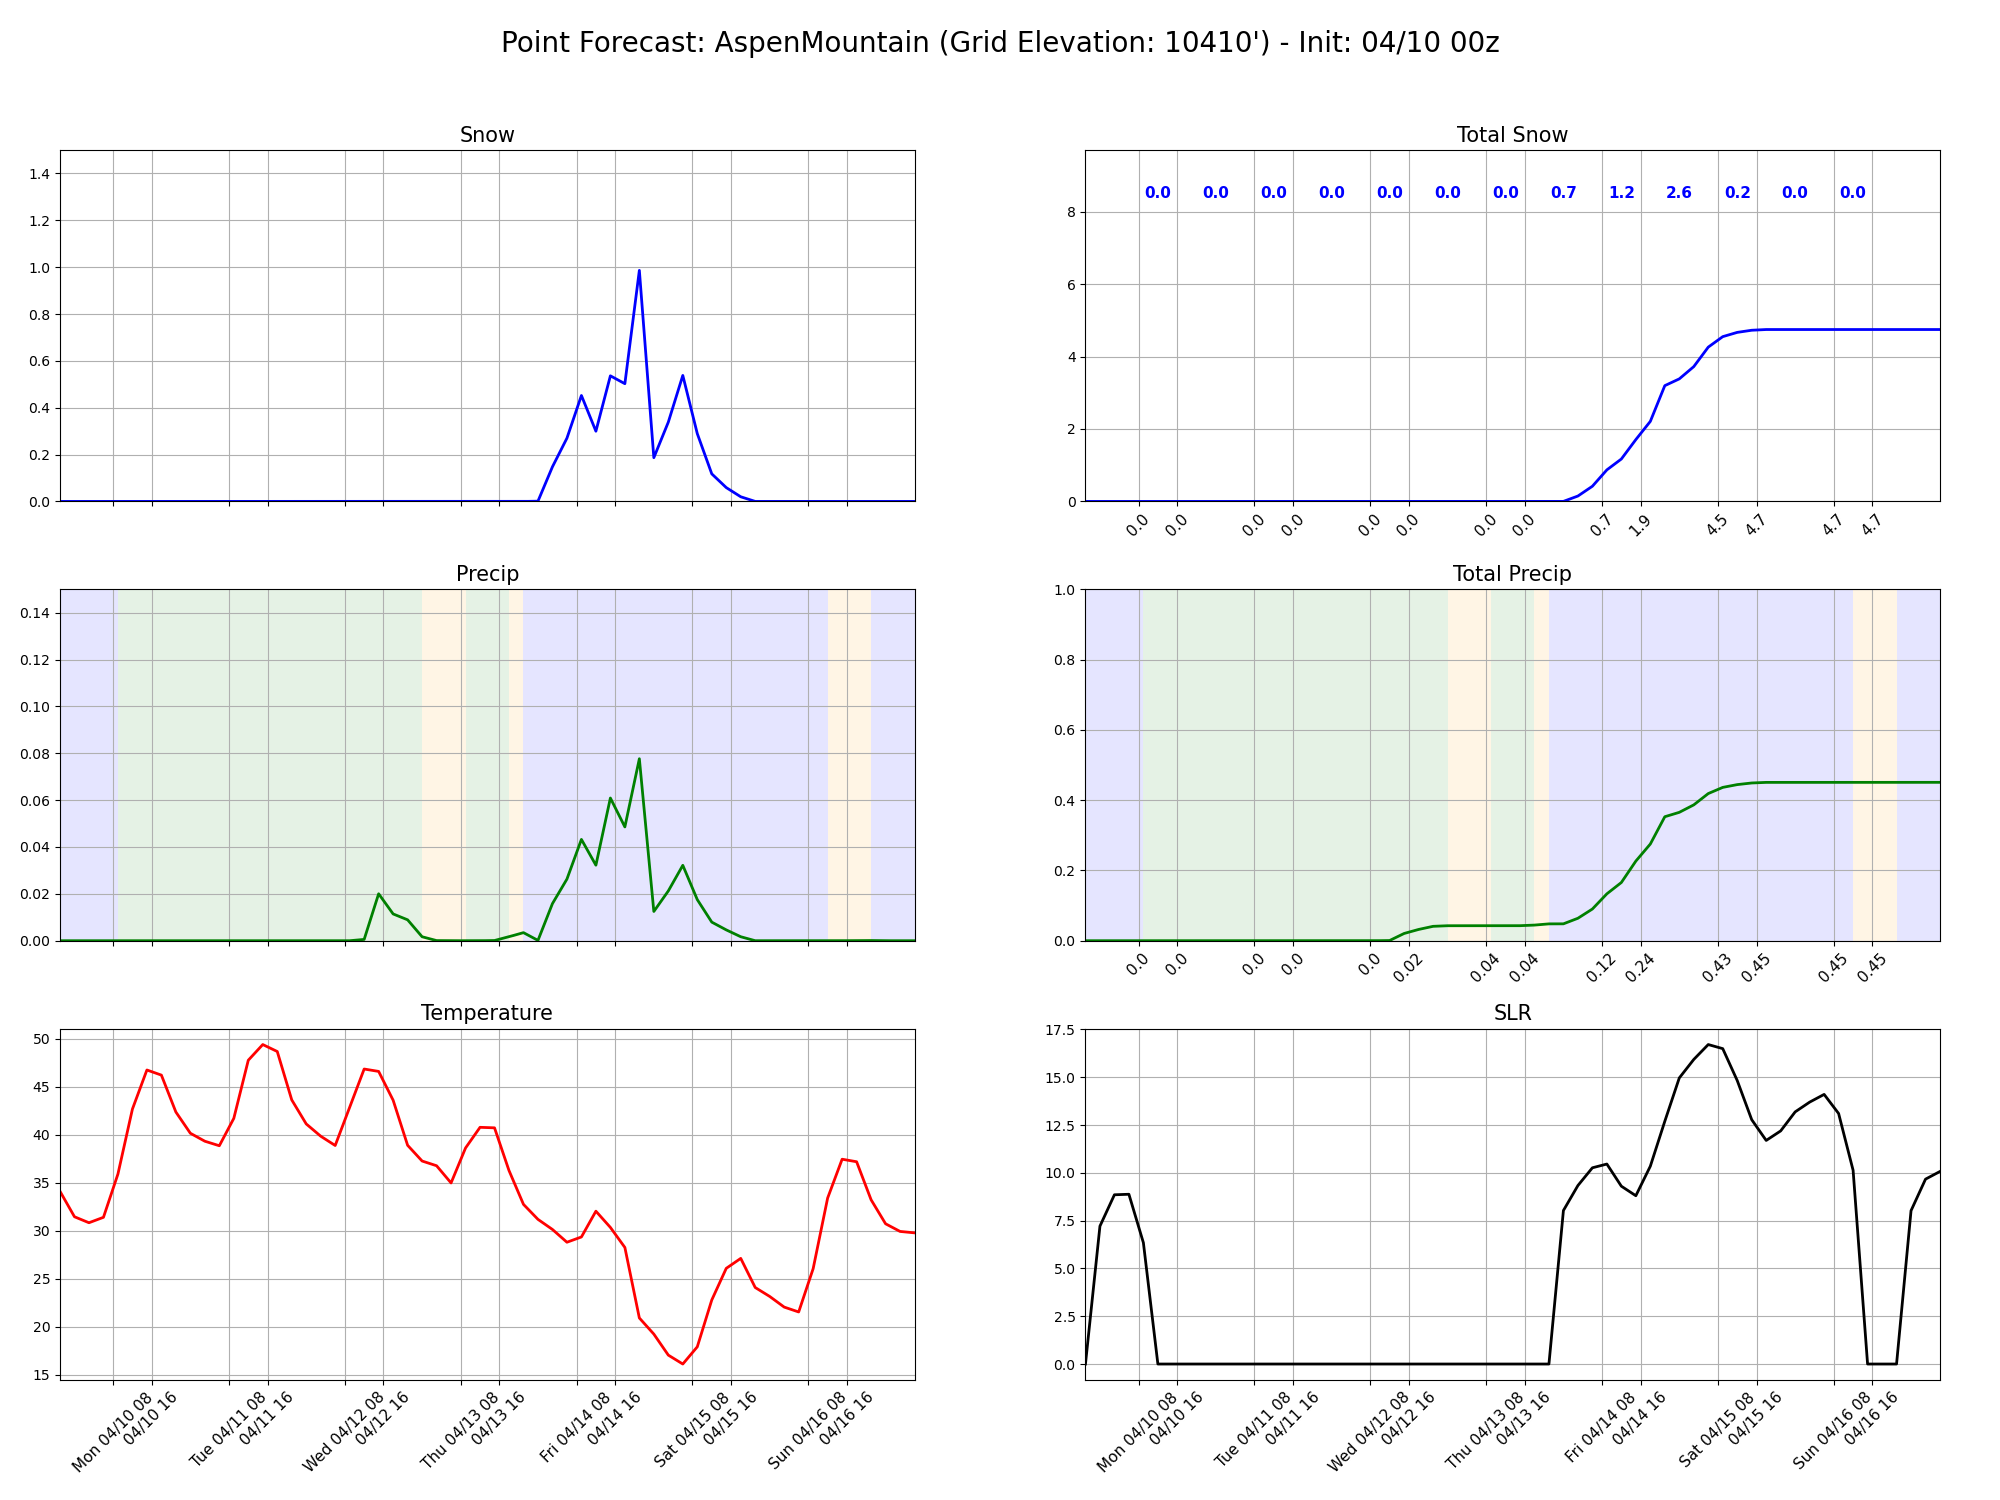 Point Forecast: AspenMountain (Grid Elevation: 10410') - Init: 04/10 00z
Snow
1.4
1.2
1.0
0.8
0.6
0.4
0.2
0.0
Total Snow
0.0 0.0 0.0 0.0 0.0 0.0 0.0 0.7 1.2 2.6 0.2 0.0 0.0
8
6
4
2
0
0.0 0.0 0.0 0.0 0.0 0.0 0.0 0.0 0.7 1.9 4.5 4.7 4.7 4.7
Precip
0.14
0.12
0.10
0.08
0.06
0.04
0.02
0.00
Total Precip
1.0
0.8
0.6
0.4
0.2
0.0
0.0 0.0 0.0 0.0 0.0 0.02 0.04 0.04 0.12 0.24 0.43 0.45 0.45 0.45
Temperature
50
45
40
35
30
25
20
15
Mon 04/10 08
04/10 16
Tue 04/11 08
04/11 16
Wed 04/12 08
04/12 16
Thu 04/13 08
04/13 16
Fri 04/14 08
04/14 16
Sat 04/15 08
04/15 16
Sun 04/16 08
04/16 16
SLR
17.5
15.0
12.5
10.0
7.5
5.0
2.5
0.0
Mon 04/10 08
04/10 16
Tue 04/11 08
04/11 16
Wed 04/12 08
04/12 16
Thu 04/13 08
04/13 16
Fri 04/14 08
04/14 16
Sat 04/15 08
04/15 16
Sun 04/16 08
04/16 16